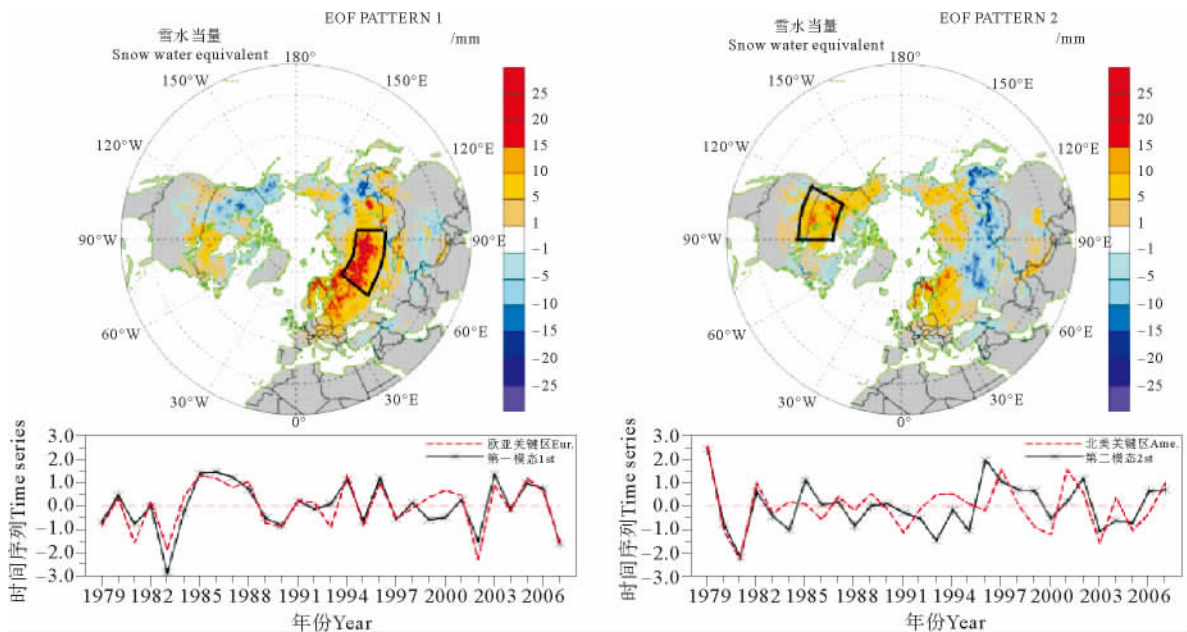 EOF PATTERN 1
雪水当量
Snow water equivalent
/mm
180°
150°W
150°E
120°W
120°E
90°W
90°E
60°W
60°E
30°W
30°E
0°
25
20
15
10
5
1
-1
-5
-10
-15
-20
-25
时间序列Time series
3.0
2.0
1.0
0.0
-1.0
-2.0
-3.0
欧亚关键区Eur.
第一模态1st
1979 1982 1985 1988 1991 1994 1997 2000 2003 2006
年份Year
EOF PATTERN 2
雪水当量
Snow water equivalent
/mm
180°
150°W
150°E
120°W
120°E
90°W
90°E
60°W
60°E
30°W
30°E
0°
25
20
15
10
5
1
-1
-5
-10
-15
-20
-25
时间序列Time series
3.0
2.0
1.0
0.0
-1.0
-2.0
-3.0
北美关键区Ame.
第二模态2st
1979 1982 1985 1988 1991 1994 1997 2000 2003 2006
年份Year